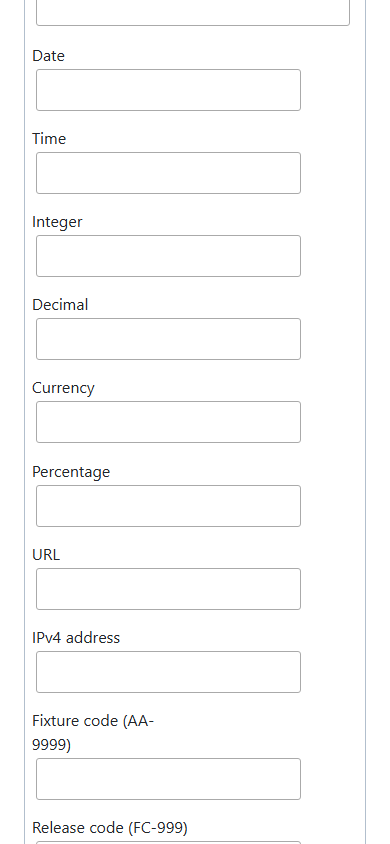 Date
Time
Integer
Decimal
Currency
Percentage
URL
IPv4 address
Fixture code (AA-
9999)
Release code (FC-999)